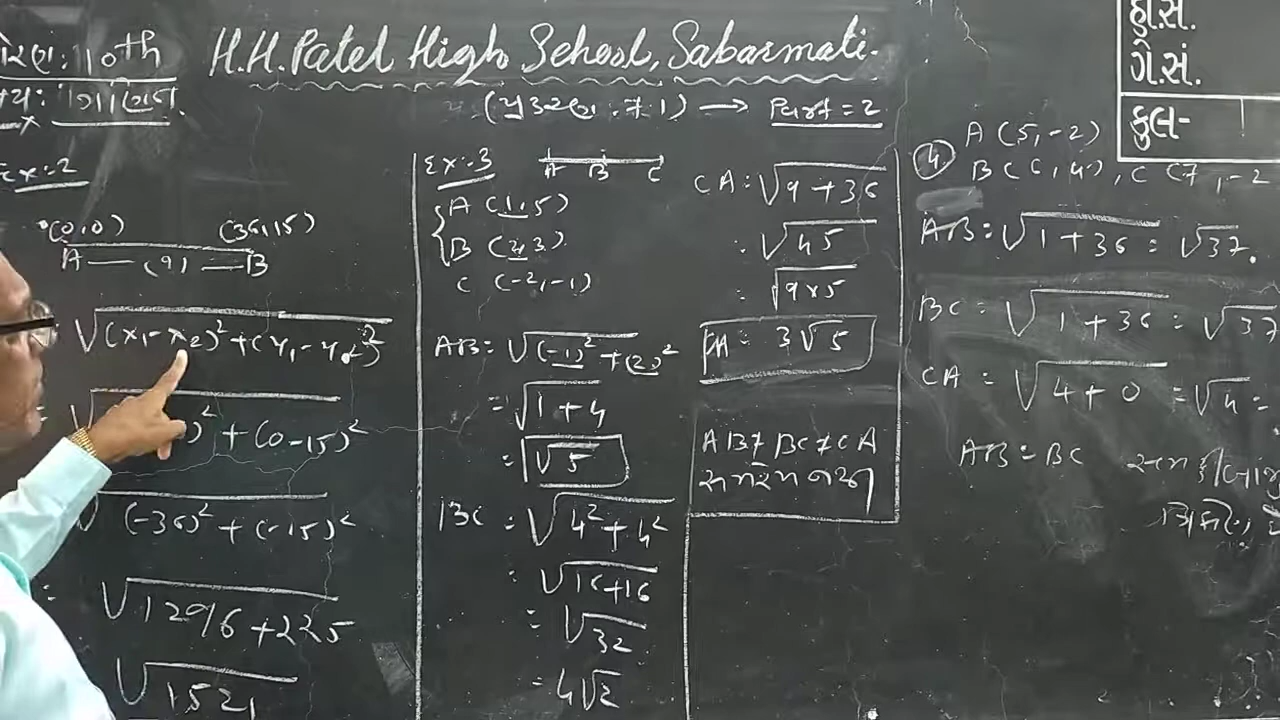 ધોરણ: 10th
H.H. Patel High School, Sabarmati.
ગણિત
→ Part = 2
Ex:-2
(0,0) (36,15)
A — (9) — B
√(x₁-x₂)² + (y₁-y₂)²
)² + (0-15)²
√(-36)² + (-15)²
√1296+225
√1521
Ex:-3
A B C
A (1,5)
B (2,3)
C (-2,-1)
AB = √(-1)² + (2)²
= √1 + 4
= √5
BC = √4² + 4²
: √16+16
= √32
= 4√2
CA: √9 + 36
: √45
= √9×5
CA = 3√5
AB ≠ BC ≠ CA
સમરેખ નથી
4. A (5,-2)
B (6,4), C (7,-2
AB: √1 + 36 = √37.
BC = √1 + 36 = √37
CA = √4 + 0 = √4 =
AB = BC
હા.સં.
ગે.સં.
કુલ-